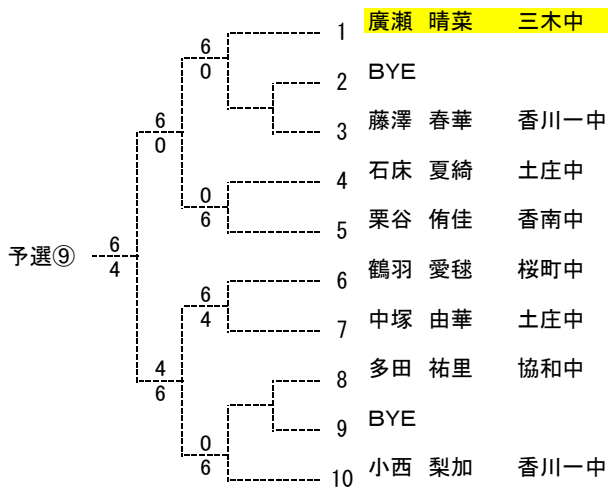 1 廣瀬 晴菜 三木中
6
0
2 BYE
3 藤澤 春華 香川一中
6
0
4 石床 夏綺 土庄中
0
6
5 栗谷 侑佳 香南中
予選⑨
6
4
6 鶴羽 愛毬 桜町中
6
4
7 中塚 由華 土庄中
8 多田 祐里 協和中
4
6
9 BYE
0
6
10 小西 梨加 香川一中